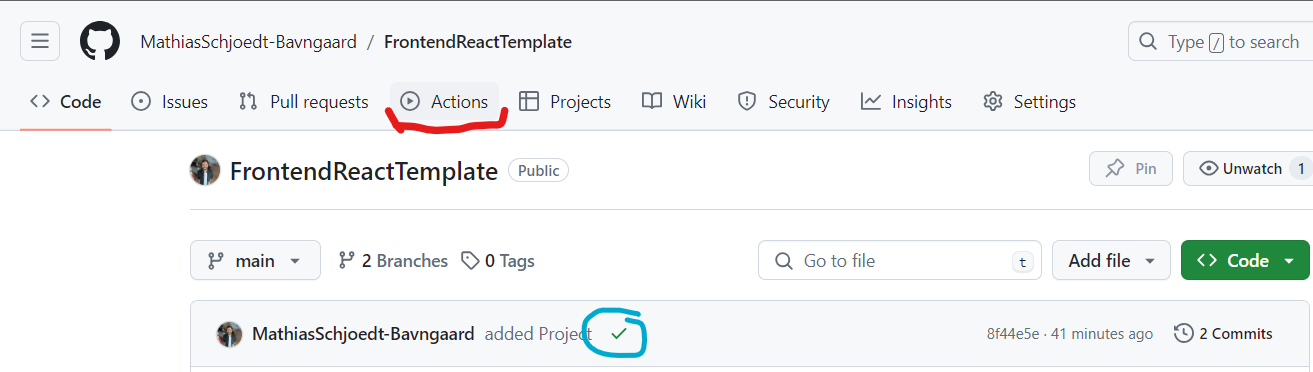 MathiasSchjoedt-Bavngaard / FrontendReactTemplate Type / to search
Code Issues Pull requests Actions Projects Wiki Security Insights Settings
FrontendReactTemplate Public Pin Unwatch 1
main 2 Branches 0 Tags Go to file t Add file Code
MathiasSchjoedt-Bavngaard added Project 8f44e5e · 41 minutes ago 2 Commits